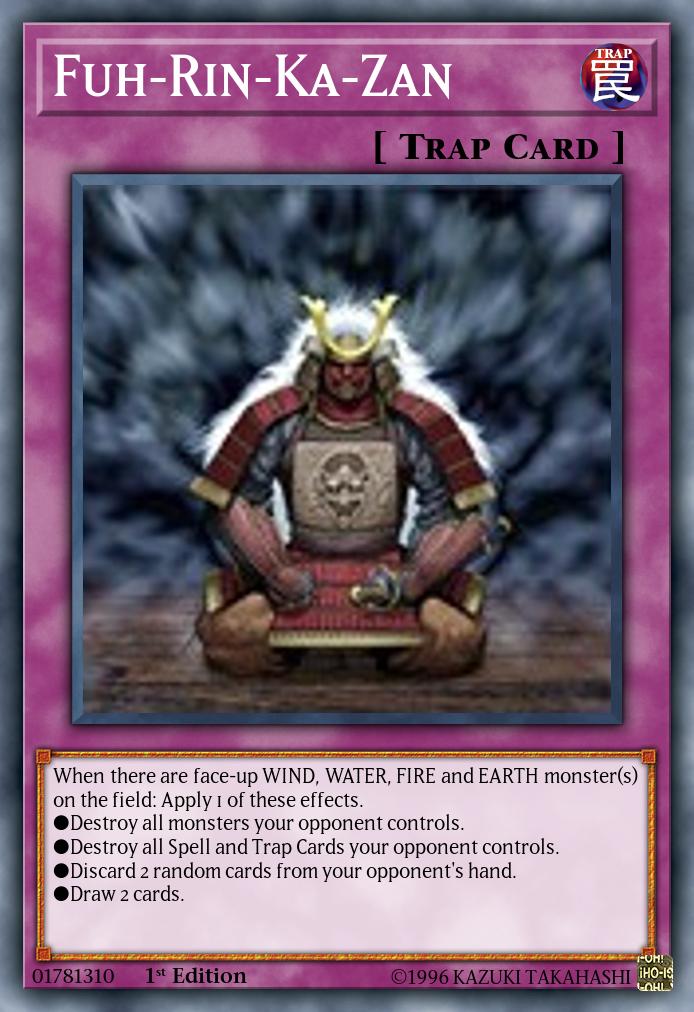 Fuh-Rin-Ka-Zan
TRAP
罠
[ Trap Card ]
When there are face-up WIND, WATER, FIRE and EARTH monster(s)
on the field: Apply 1 of these effects.
●Destroy all monsters your opponent controls.
●Destroy all Spell and Trap Cards your opponent controls.
●Discard 2 random cards from your opponent's hand.
●Draw 2 cards.
01781310 1st Edition ©1996 KAZUKI TAKAHASHI